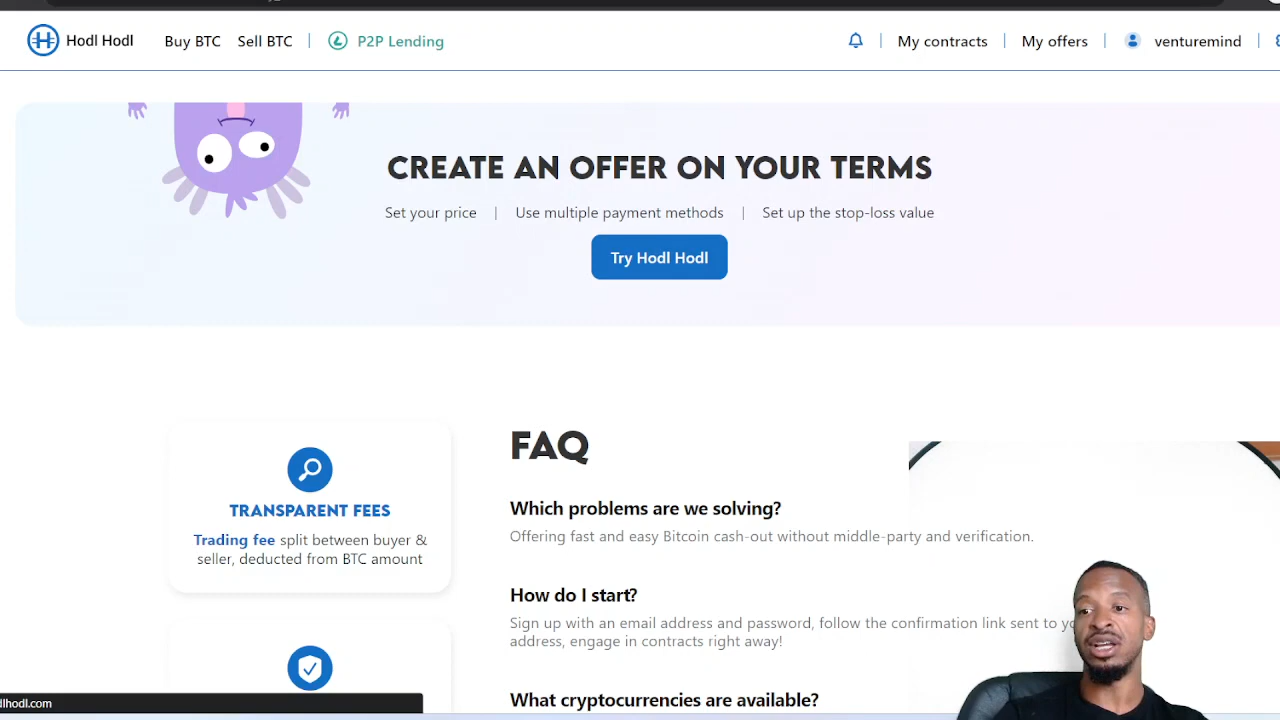 Hodl Hodl Buy BTC Sell BTC P2P Lending My contracts My offers venturemind
CREATE AN OFFER ON YOUR TERMS
Set your price | Use multiple payment methods | Set up the stop-loss value
Try Hodl Hodl
TRANSPARENT FEES
Trading fee split between buyer &
seller, deducted from BTC amount
FAQ
Which problems are we solving?
Offering fast and easy Bitcoin cash-out without middle-party and verification.
How do I start?
Sign up with an email address and password, follow the confirmation link sent to
address, engage in contracts right away!
What cryptocurrencies are available?
dlhodl.com